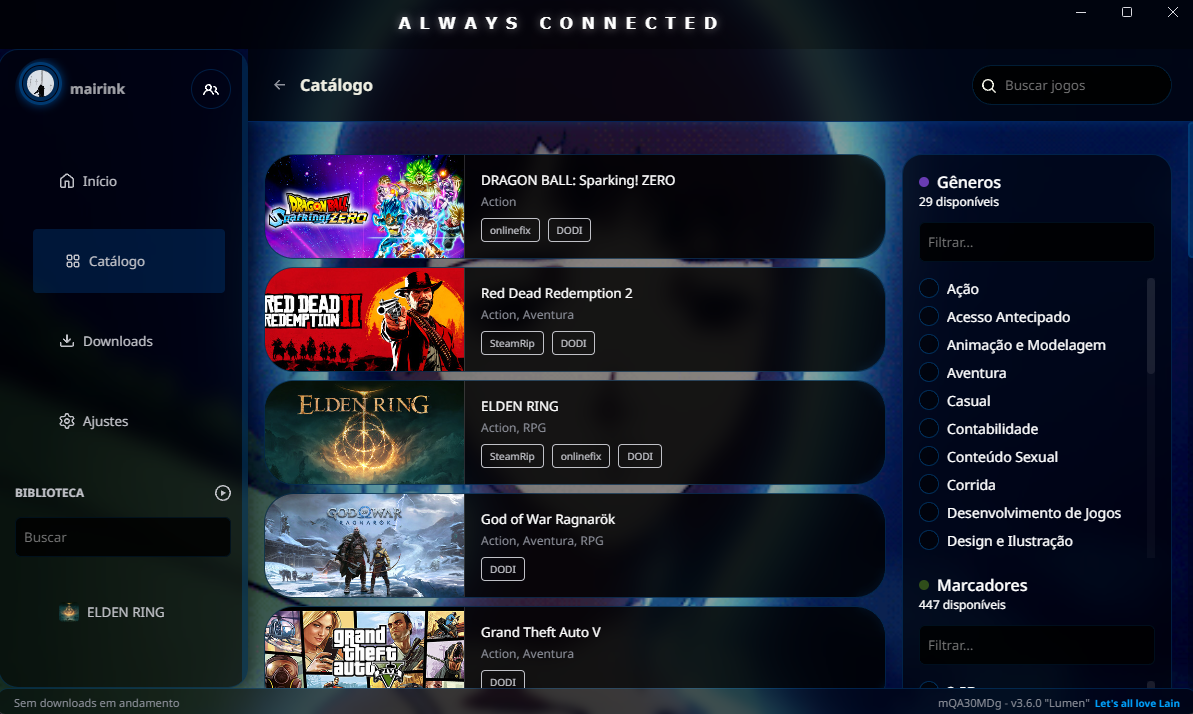 ALWAYS CONNECTED
mairink
Início
Catálogo
Downloads
Ajustes
BIBLIOTECA
Buscar
ELDEN RING
Catálogo
Buscar jogos
DRAGON BALL Sparking! ZERO
DRAGON BALL: Sparking! ZERO
Action
onlinefix DODI
RED DEAD REDEMPTION II
Red Dead Redemption 2
Action, Aventura
SteamRip DODI
ELDEN RING
ELDEN RING
Action, RPG
SteamRip onlinefix DODI
GOD OF WAR
RAGNARÖK
God of War Ragnarök
Action, Aventura, RPG
DODI
grand theft auto V
Grand Theft Auto V
Action, Aventura
DODI
Gêneros
29 disponíveis
Filtrar...
Ação
Acesso Antecipado
Animação e Modelagem
Aventura
Casual
Contabilidade
Conteúdo Sexual
Corrida
Desenvolvimento de Jogos
Design e Ilustração
Marcadores
447 disponíveis
Filtrar...
Sem downloads em andamento
mQA30MDg - v3.6.0 "Lumen" Let's all love Lain